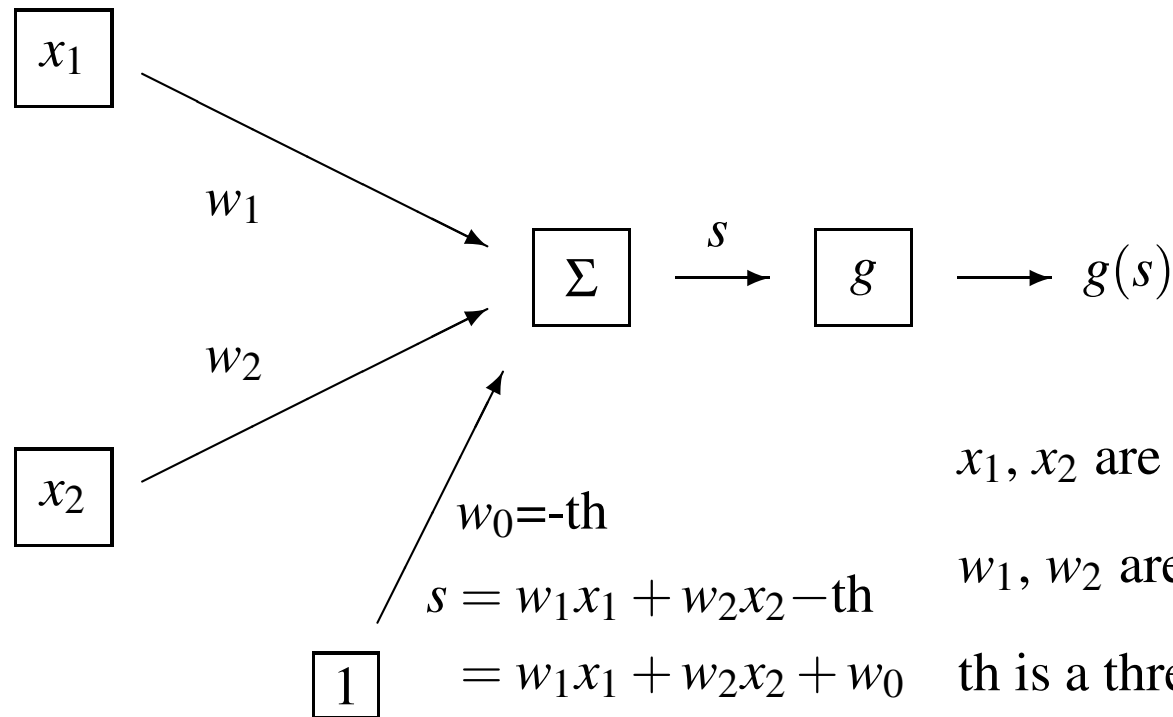 x₁
w₁
Σ
s
g
g(s)
w₂
x₂
w₀=-th
s = w₁x₁ + w₂x₂ −th
= w₁x₁ + w₂x₂ + w₀
1
x₁, x₂ are
w₁, w₂ are
th is a